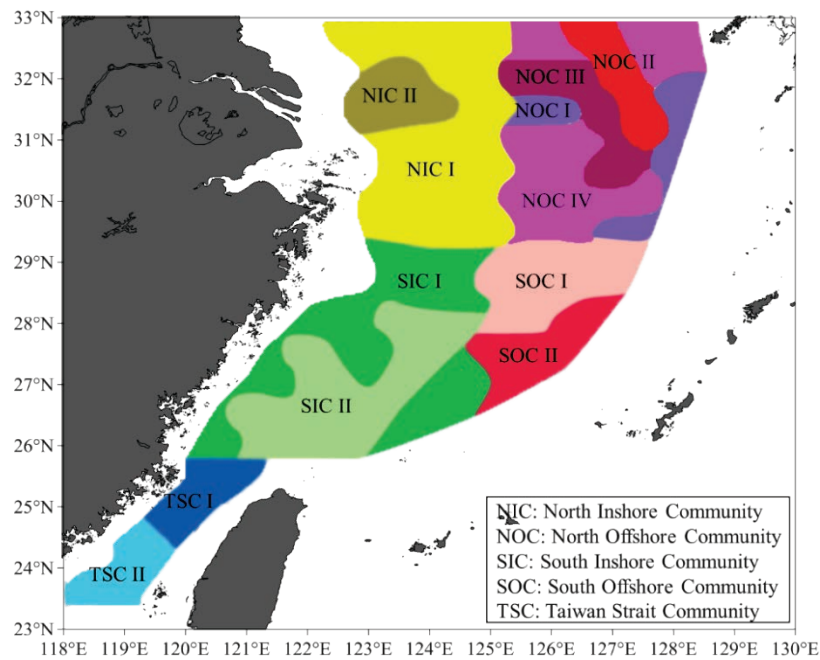 33°N
32°N
31°N
30°N
29°N
28°N
27°N
26°N
25°N
24°N
23°N
NOC II
NOC III
NIC II
NOC I
NIC I
NOC IV
SIC I
SOC I
SOC II
SIC II
TSC I
TSC II
NIC: North Inshore Community
NOC: North Offshore Community
SIC: South Inshore Community
SOC: South Offshore Community
TSC: Taiwan Strait Community
118°E 119°E 120°E 121°E 122°E 123°E 124°E 125°E 126°E 127°E 128°E 129°E 130°E